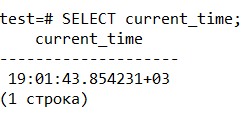 test=# SELECT current_time;
current_time
--------------------
19:01:43.854231+03
(1 строка)